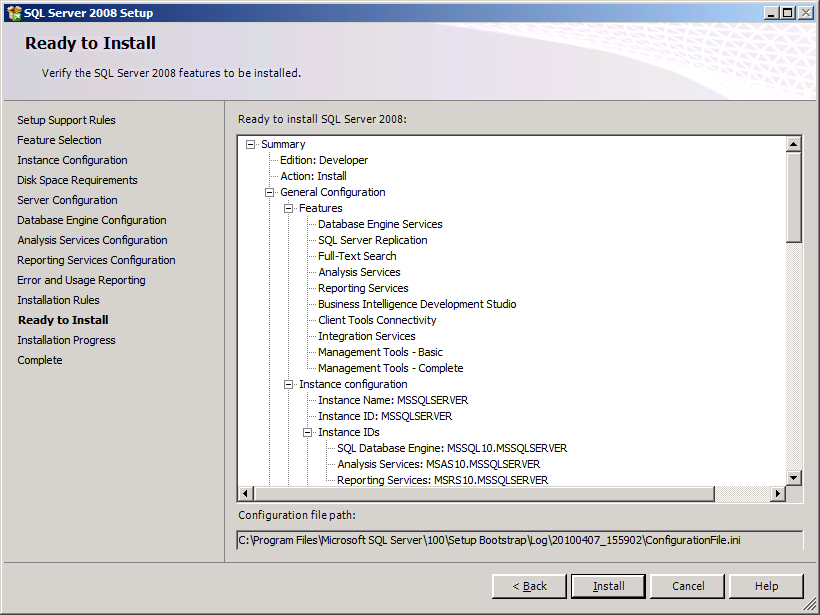 SQL Server 2008 Setup
Ready to Install
Verify the SQL Server 2008 features to be installed.
Setup Support Rules
Feature Selection
Instance Configuration
Disk Space Requirements
Server Configuration
Database Engine Configuration
Analysis Services Configuration
Reporting Services Configuration
Error and Usage Reporting
Installation Rules
Ready to Install
Installation Progress
Complete
Ready to install SQL Server 2008:
Summary
Edition: Developer
Action: Install
General Configuration
Features
Database Engine Services
SQL Server Replication
Full-Text Search
Analysis Services
Reporting Services
Business Intelligence Development Studio
Client Tools Connectivity
Integration Services
Management Tools - Basic
Management Tools - Complete
Instance configuration
Instance Name: MSSQLSERVER
Instance ID: MSSQLSERVER
Instance IDs
SQL Database Engine: MSSQL10.MSSQLSERVER
Analysis Services: MSAS10.MSSQLSERVER
Reporting Services: MSRS10.MSSQLSERVER
Configuration file path:
C:\Program Files\Microsoft SQL Server\100\Setup Bootstrap\Log\20100407_155902\ConfigurationFile.ini
< Back
Install
Cancel
Help